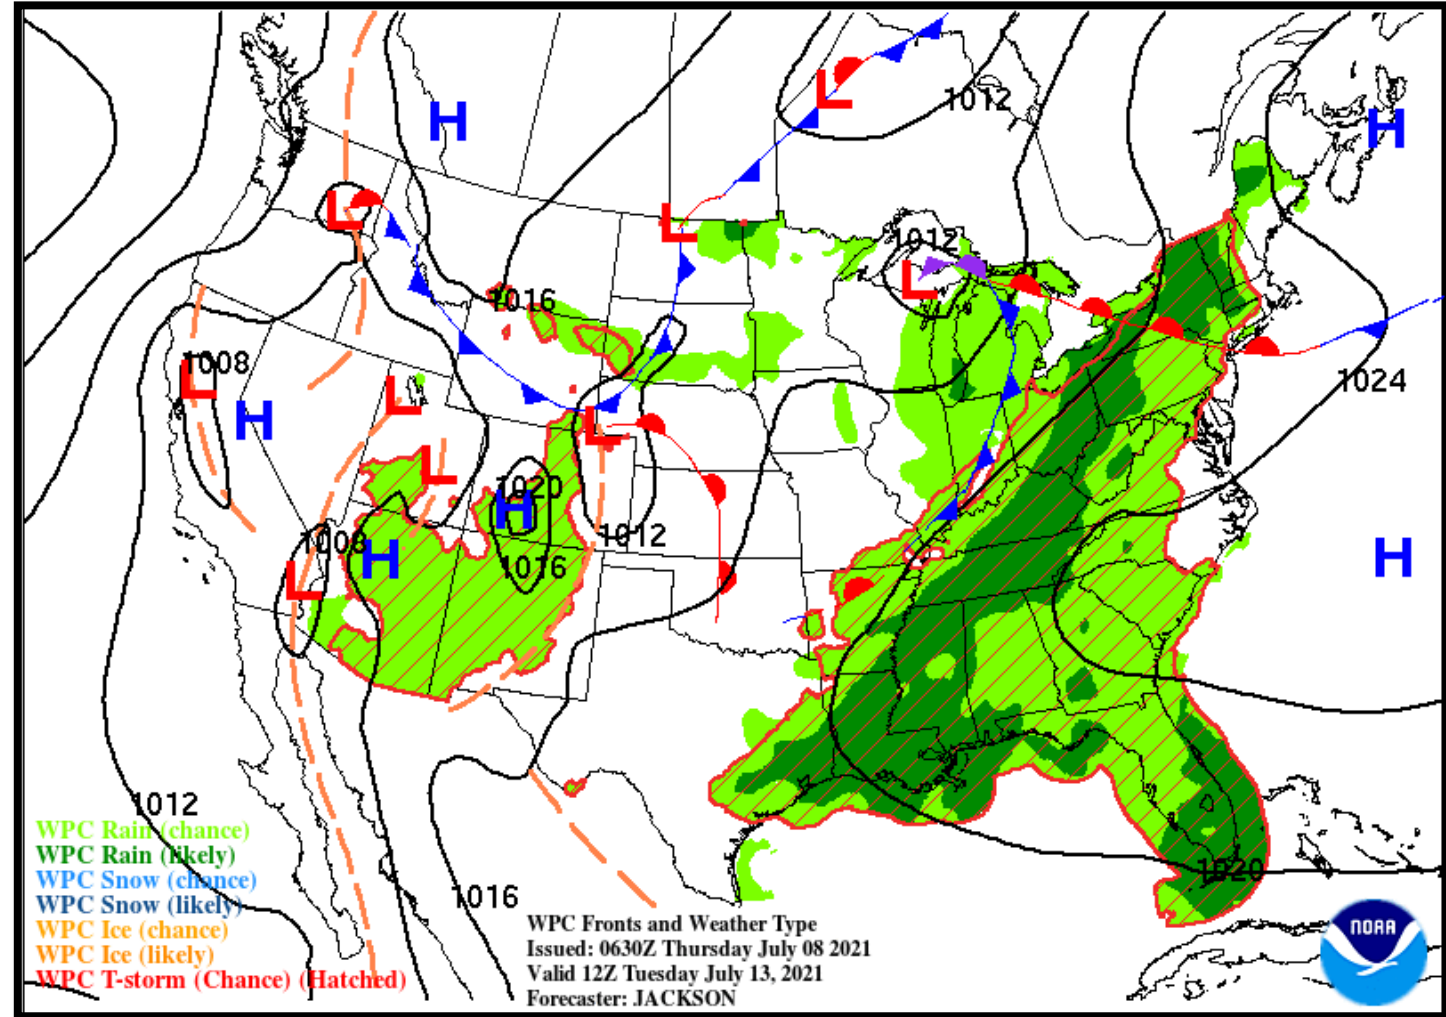 H
L
1012
H
L
L
1012
L
1016
1008
L
L
1024
H
L
L
1020
H
1012
1008
H
1016
H
L
1012
WPC Rain (chance)
WPC Rain (likely)
WPC Snow (chance)
WPC Snow (likely)
WPC Ice (chance)
WPC Ice (likely)
WPC T-storm (Chance) (Hatched)
1016
1020
WPC Fronts and Weather Type
Issued: 0630Z Thursday July 08 2021
Valid 12Z Tuesday July 13, 2021
Forecaster: JACKSON
NOAA